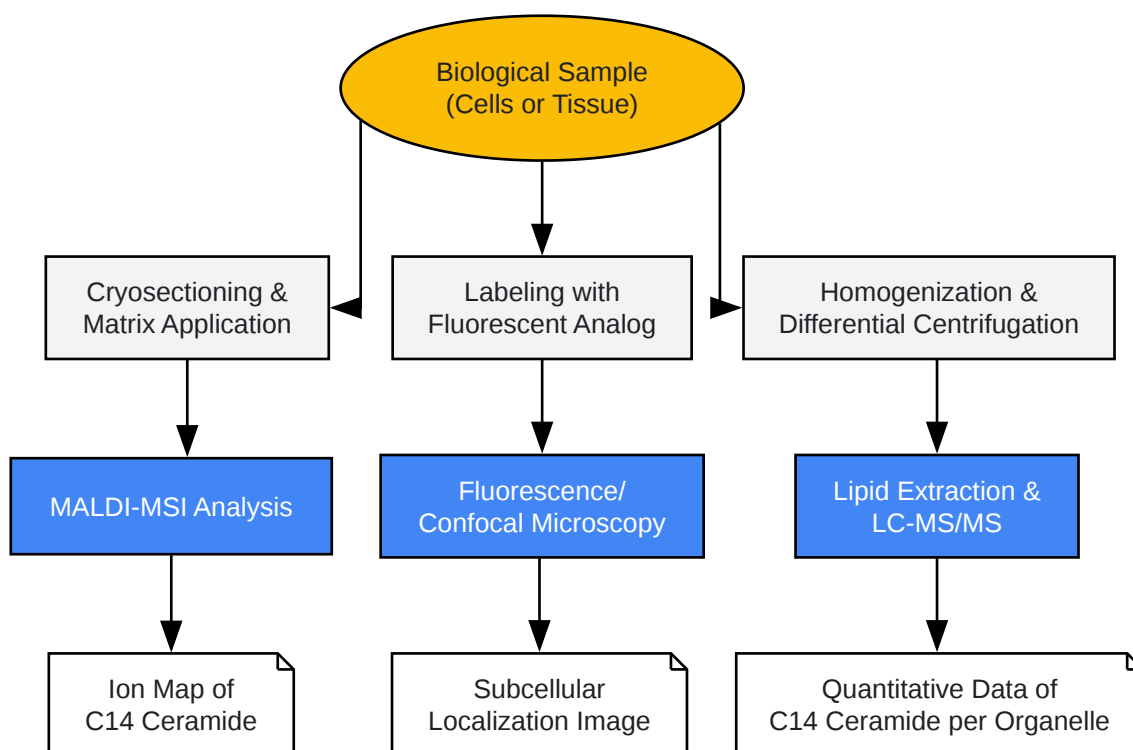 Biological Sample
(Cells or Tissue)
Cryosectioning &
Matrix Application
Labeling with
Fluorescent Analog
Homogenization &
Differential Centrifugation
MALDI-MSI Analysis
Fluorescence/
Confocal Microscopy
Lipid Extraction &
LC-MS/MS
Ion Map of
C14 Ceramide
Subcellular
Localization Image
Quantitative Data of
C14 Ceramide per Organelle